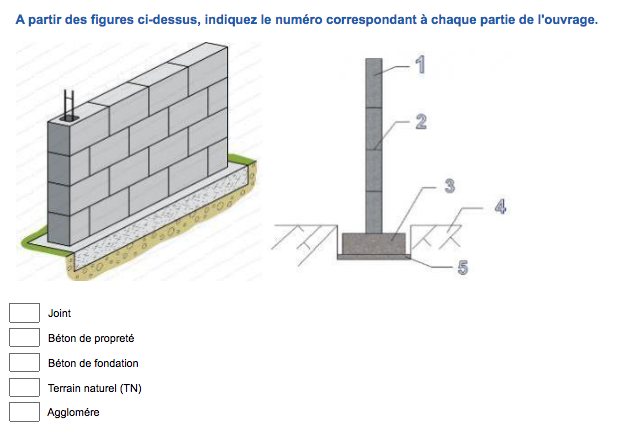 A partir des figures ci-dessus, indiquez le numéro correspondant à chaque partie de l'ouvrage.
1
2
3
4
5
Joint
Béton de propreté
Béton de fondation
Terrain naturel (TN)
Agglomére